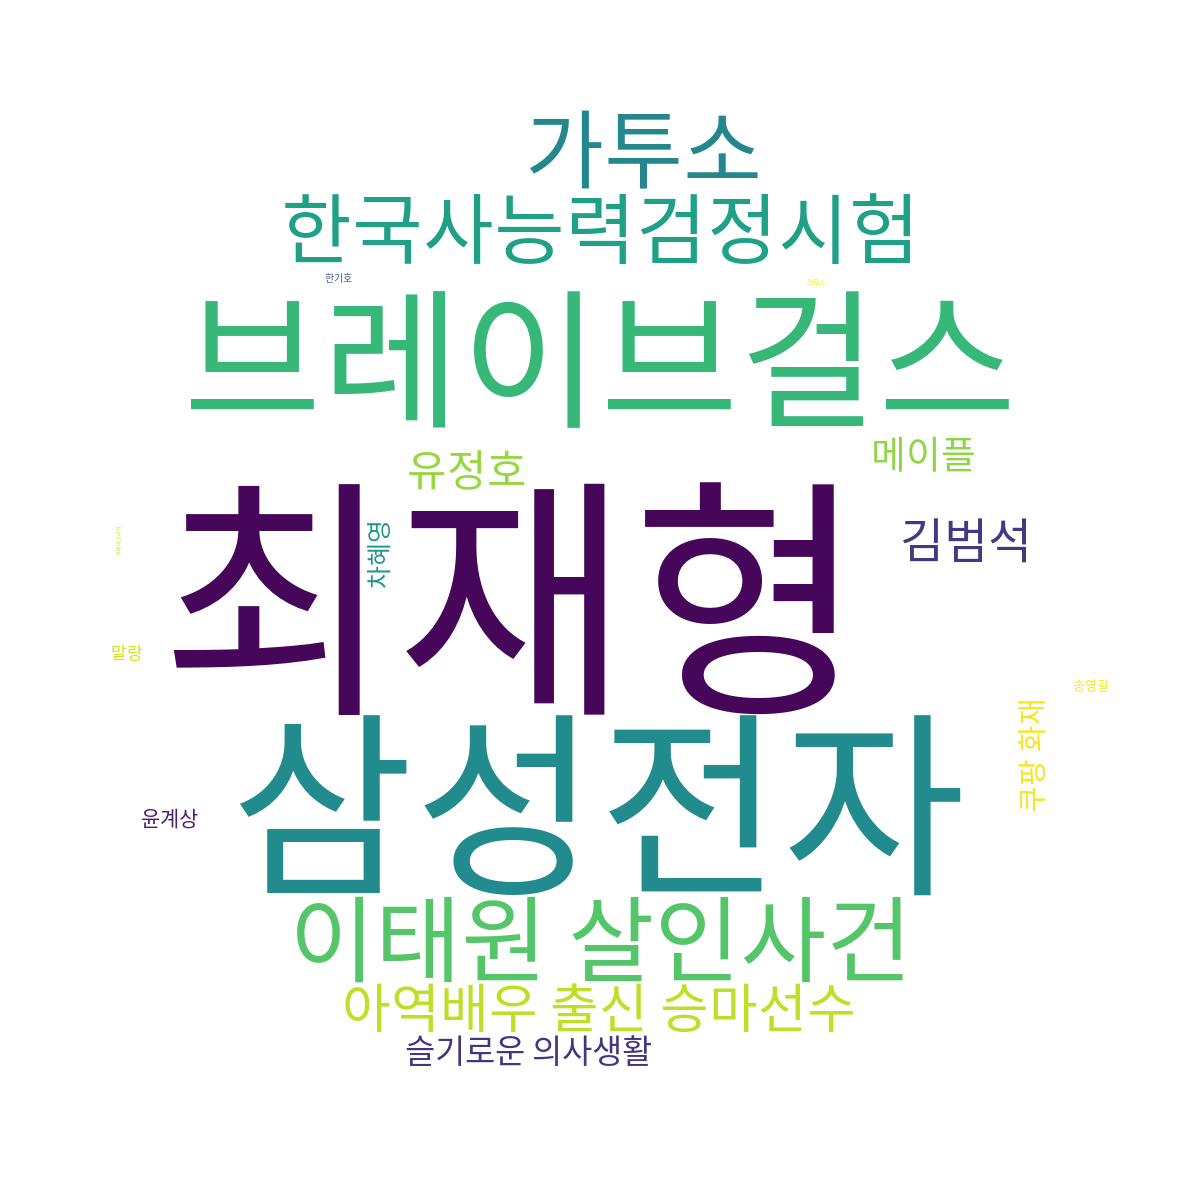 가투소
한국사능력검정시험
한기호
브레이브걸스
메이플
유정호
최재형
차혜영
김범석
말랑
송영길
쿠팡 화재
삼성전자
윤계상
이태원 살인사건
아역배우 출신 승마선수
슬기로운 의사생활